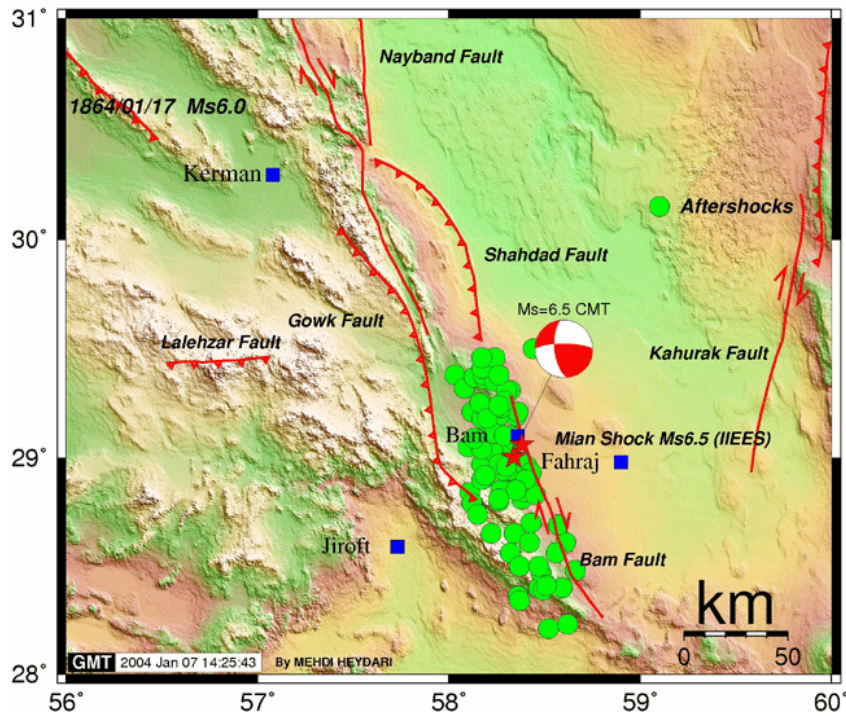 31°
Nayband Fault
1864/01/17 Ms6.0
Kerman
Aftershocks
30°
Shahdad Fault
Ms=6.5 CMT
Gowk Fault
Lalehzar Fault
Kahurak Fault
Bam
Mian Shock Ms6.5 (IIEES)
29°
Fahraj
Jiroft
Bam Fault
km
0 50
GMT 2004 Jan 07 14:25:43 By MEHDI HEYDARI
28°
56° 57° 58° 59° 60°